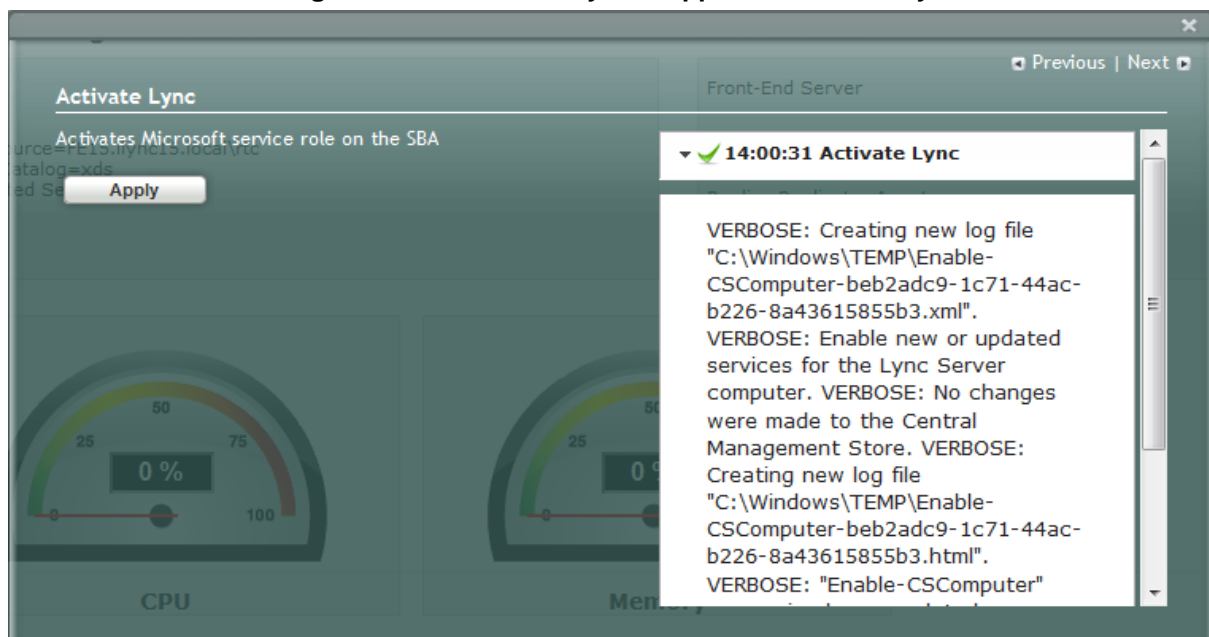 Previous | Next
Activate Lync
Front-End Server
Activates Microsoft service role on the SBA
Apply
14:00:31 Activate Lync
VERBOSE: Creating new log file
"C:\Windows\TEMP\Enable-
CSComputer-beb2adc9-1c71-44ac-
b226-8a43615855b3.xml".
VERBOSE: Enable new or updated
services for the Lync Server
computer. VERBOSE: No changes
were made to the Central
Management Store. VERBOSE:
Creating new log file
"C:\Windows\TEMP\Enable-
CSComputer-beb2adc9-1c71-44ac-
b226-8a43615855b3.html".
VERBOSE: "Enable-CSComputer"
50
25
75
0 %
0
100
CPU
25
0